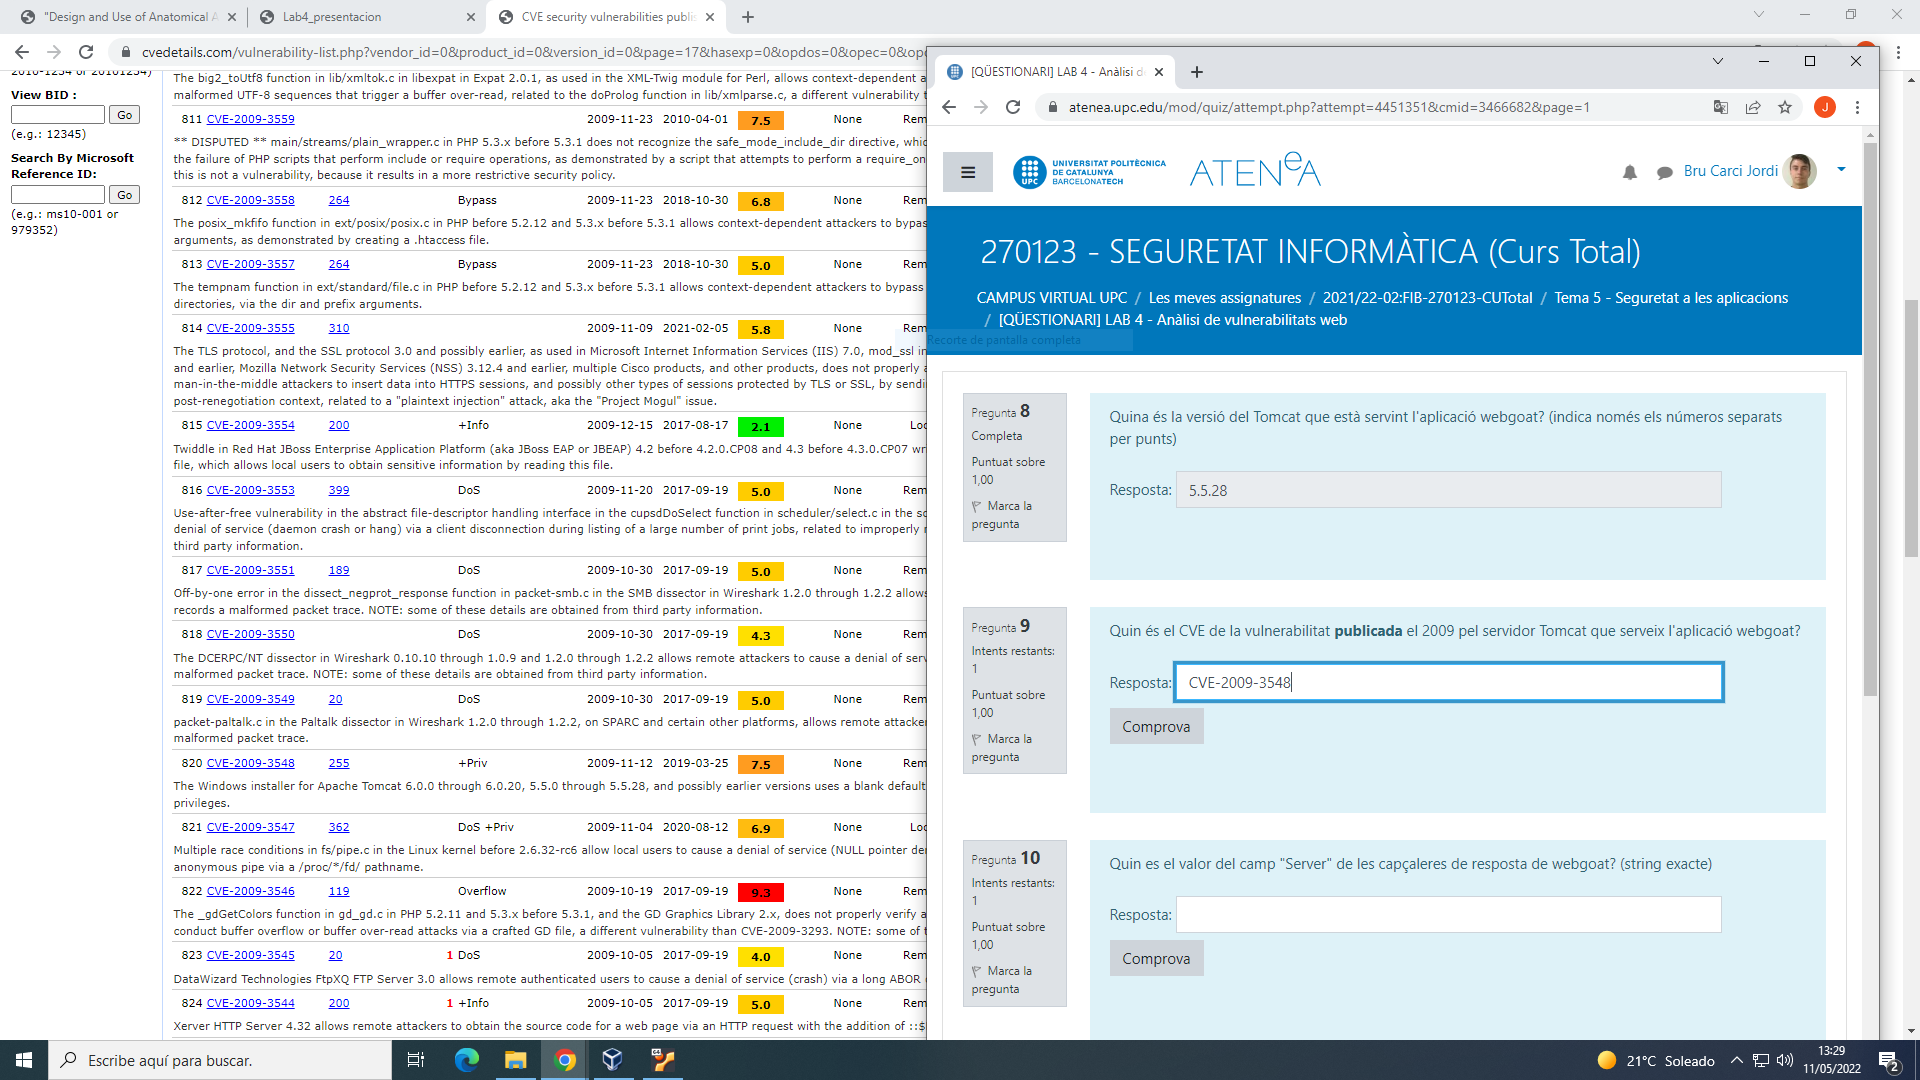 "Design and Use of Anatomical A
Lab4_presentacion
CVE security vulnerabilities publis
cvedetails.com/vulnerability-list.php?vendor_id=0&product_id=0&version_id=0&page=17&hasexp=0&opdos=0&opec=0&ope
2010-1234 or 20101234)
View BID :
Go
(e.g.: 12345)
Search By Microsoft
Reference ID:
Go
(e.g.: ms10-001 or
979352)
The big2_toUtf8 function in lib/xmltok.c in libexpat in Expat 2.0.1, as used in the XML-Twig module for Perl, allows context-dependent a
malformed UTF-8 sequences that trigger a buffer over-read, related to the doProlog function in lib/xmlparse.c, a different vulnerability t
811 CVE-2009-3559 2009-11-23 2010-04-01 7.5 None Rem
** DISPUTED ** main/streams/plain_wrapper.c in PHP 5.3.x before 5.3.1 does not recognize the safe_mode_include_dir directive, whic
the failure of PHP scripts that perform include or require operations, as demonstrated by a script that attempts to perform a require_on
this is not a vulnerability, because it results in a more restrictive security policy.
812 CVE-2009-3558 264 Bypass 2009-11-23 2018-10-30 6.8 None Rem
The posix_mkfifo function in ext/posix/posix.c in PHP before 5.2.12 and 5.3.x before 5.3.1 allows context-dependent attackers to bypas
arguments, as demonstrated by creating a .htaccess file.
813 CVE-2009-3557 264 Bypass 2009-11-23 2018-10-30 5.0 None Rem
The tempnam function in ext/standard/file.c in PHP before 5.2.12 and 5.3.x before 5.3.1 allows context-dependent attackers to bypass
directories, via the dir and prefix arguments.
814 CVE-2009-3555 310 2009-11-09 2021-02-05 5.8 None Rem
The TLS protocol, and the SSL protocol 3.0 and possibly earlier, as used in Microsoft Internet Information Services (IIS) 7.0, mod_ssl in
and earlier, Mozilla Network Security Services (NSS) 3.12.4 and earlier, multiple Cisco products, and other products, does not properly a
man-in-the-middle attackers to insert data into HTTPS sessions, and possibly other types of sessions protected by TLS or SSL, by sendi
post-renegotiation context, related to a "plaintext injection" attack, aka the "Project Mogul" issue.
815 CVE-2009-3554 200 +Info 2009-12-15 2017-08-17 2.1 None Loc
Twiddle in Red Hat JBoss Enterprise Application Platform (aka JBoss EAP or JBEAP) 4.2 before 4.2.0.CP08 and 4.3 before 4.3.0.CP07 wri
file, which allows local users to obtain sensitive information by reading this file.
816 CVE-2009-3553 399 DoS 2009-11-20 2017-09-19 5.0 None Rem
Use-after-free vulnerability in the abstract file-descriptor handling interface in the cupsdDoSelect function in scheduler/select.c in the sc
denial of service (daemon crash or hang) via a client disconnection during listing of a large number of print jobs, related to improperly n
third party information.
817 CVE-2009-3551 189 DoS 2009-10-30 2017-09-19 5.0 None Rem
Off-by-one error in the dissect_negprot_response function in packet-smb.c in the SMB dissector in Wireshark 1.2.0 through 1.2.2 allows
records a malformed packet trace. NOTE: some of these details are obtained from third party information.
818 CVE-2009-3550 DoS 2009-10-30 2017-09-19 4.3 None Rem
The DCERPC/NT dissector in Wireshark 0.10.10 through 1.0.9 and 1.2.0 through 1.2.2 allows remote attackers to cause a denial of serv
malformed packet trace. NOTE: some of these details are obtained from third party information.
819 CVE-2009-3549 20 DoS 2009-10-30 2017-09-19 5.0 None Rem
packet-paltalk.c in the Paltalk dissector in Wireshark 1.2.0 through 1.2.2, on SPARC and certain other platforms, allows remote attacker
malformed packet trace.
820 CVE-2009-3548 255 +Priv 2009-11-12 2019-03-25 7.5 None Rem
The Windows installer for Apache Tomcat 6.0.0 through 6.0.20, 5.5.0 through 5.5.28, and possibly earlier versions uses a blank default
privileges.
821 CVE-2009-3547 362 DoS +Priv 2009-11-04 2020-08-12 6.9 None Loc
Multiple race conditions in fs/pipe.c in the Linux kernel before 2.6.32-rc6 allow local users to cause a denial of service (NULL pointer der
anonymous pipe via a /proc/*/fd/ pathname.
822 CVE-2009-3546 119 Overflow 2009-10-19 2017-09-19 9.3 None Rem
The _gdGetColors function in gd_gd.c in PHP 5.2.11 and 5.3.x before 5.3.1, and the GD Graphics Library 2.x, does not properly verify a
conduct buffer overflow or buffer over-read attacks via a crafted GD file, a different vulnerability than CVE-2009-3293. NOTE: some of t
823 CVE-2009-3545 20 1 DoS 2009-10-05 2017-09-19 4.0 None Rem
DataWizard Technologies FtpXQ FTP Server 3.0 allows remote authenticated users to cause a denial of service (crash) via a long ABOR
824 CVE-2009-3544 200 1 +Info 2009-10-05 2017-09-19 5.0 None Rem
Xerver HTTP Server 4.32 allows remote attackers to obtain the source code for a web page via an HTTP request with the addition of ::$
[QÜESTIONARI] LAB 4 - Anàlisi d
atenea.upc.edu/mod/quiz/attempt.php?attempt=4451351&cmid=3466682&page=1
J
UPC
UNIVERSITAT POLITÈCNICA
DE CATALUNYA
BARCELONATECH
ATENeA
Bru Carci Jordi
270123 - SEGURETAT INFORMÀTICA (Curs Total)
CAMPUS VIRTUAL UPC / Les meves assignatures / 2021/22-02:FIB-270123-CUTotal / Tema 5 - Seguretat a les aplicacions
/ [QÜESTIONARI] LAB 4 - Anàlisi de vulnerabilitats web
Recorte de pantalla completa
Pregunta 8
Completa
Puntuat sobre
1,00
Marca la
pregunta
Quina és la versió del Tomcat que està servint l'aplicació webgoat? (indica només els números separats
per punts)
Resposta: 5.5.28
Pregunta 9
Intents restants:
1
Puntuat sobre
1,00
Marca la
pregunta
Quin és el CVE de la vulnerabilitat publicada el 2009 pel servidor Tomcat que serveix l'aplicació webgoat?
Resposta: CVE-2009-3548
Comprova
Pregunta 10
Intents restants:
1
Puntuat sobre
1,00
Marca la
pregunta
Quin es el valor del camp "Server" de les capçaleres de resposta de webgoat? (string exacte)
Resposta:
Comprova
Escribe aquí para buscar.
21°C Soleado
13:29
11/05/2022
2